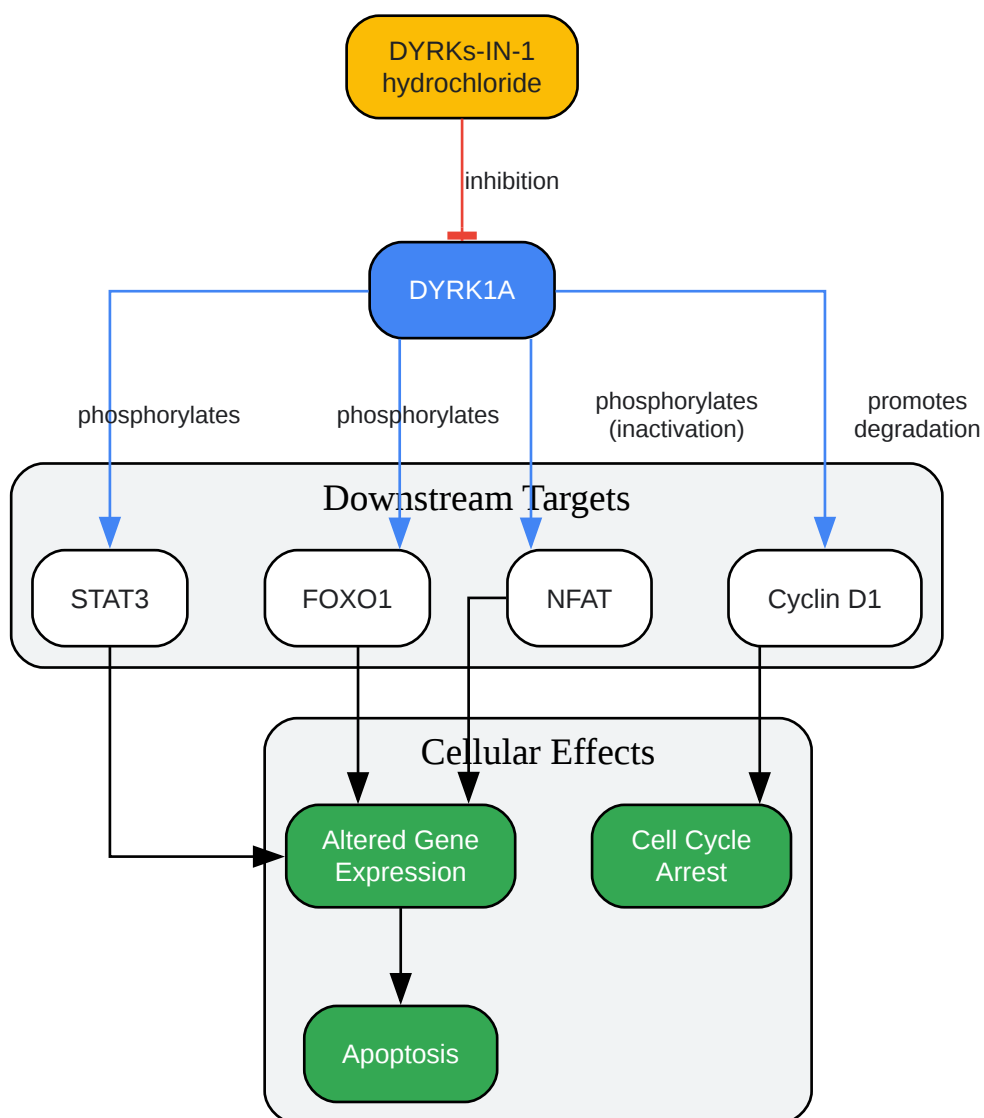 DYRKs-IN-1
hydrochloride
inhibition
DYRK1A
phosphorylates
phosphorylates
phosphorylates
(inactivation)
promotes
degradation
Downstream Targets
STAT3
FOXO1
NFAT
Cyclin D1
Cellular Effects
Altered Gene
Expression
Cell Cycle
Arrest
Apoptosis